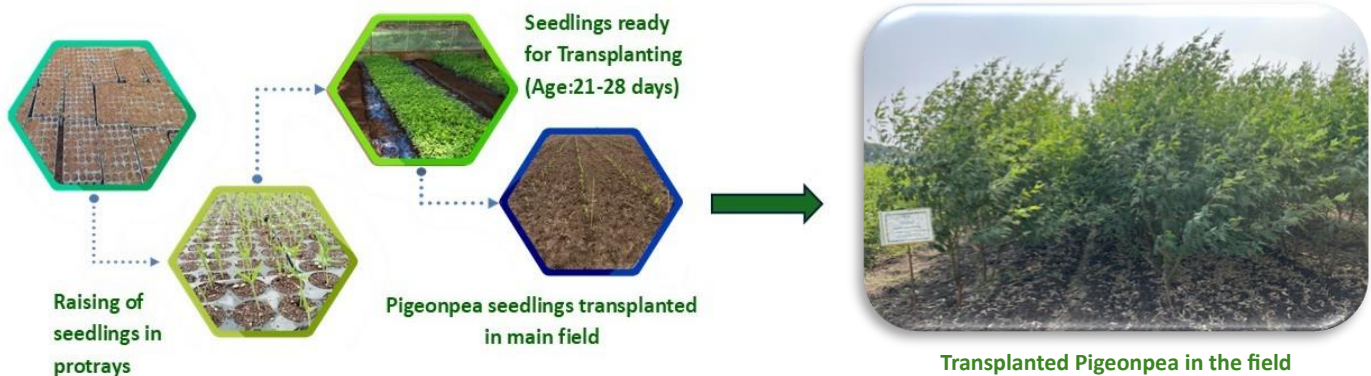 Seedlings ready
for Transplanting
(Age:21-28 days)
Raising of
seedlings in
protrays
Pigeonpea seedlings transplanted
in main field
Transplanted Pigeonpea in the field